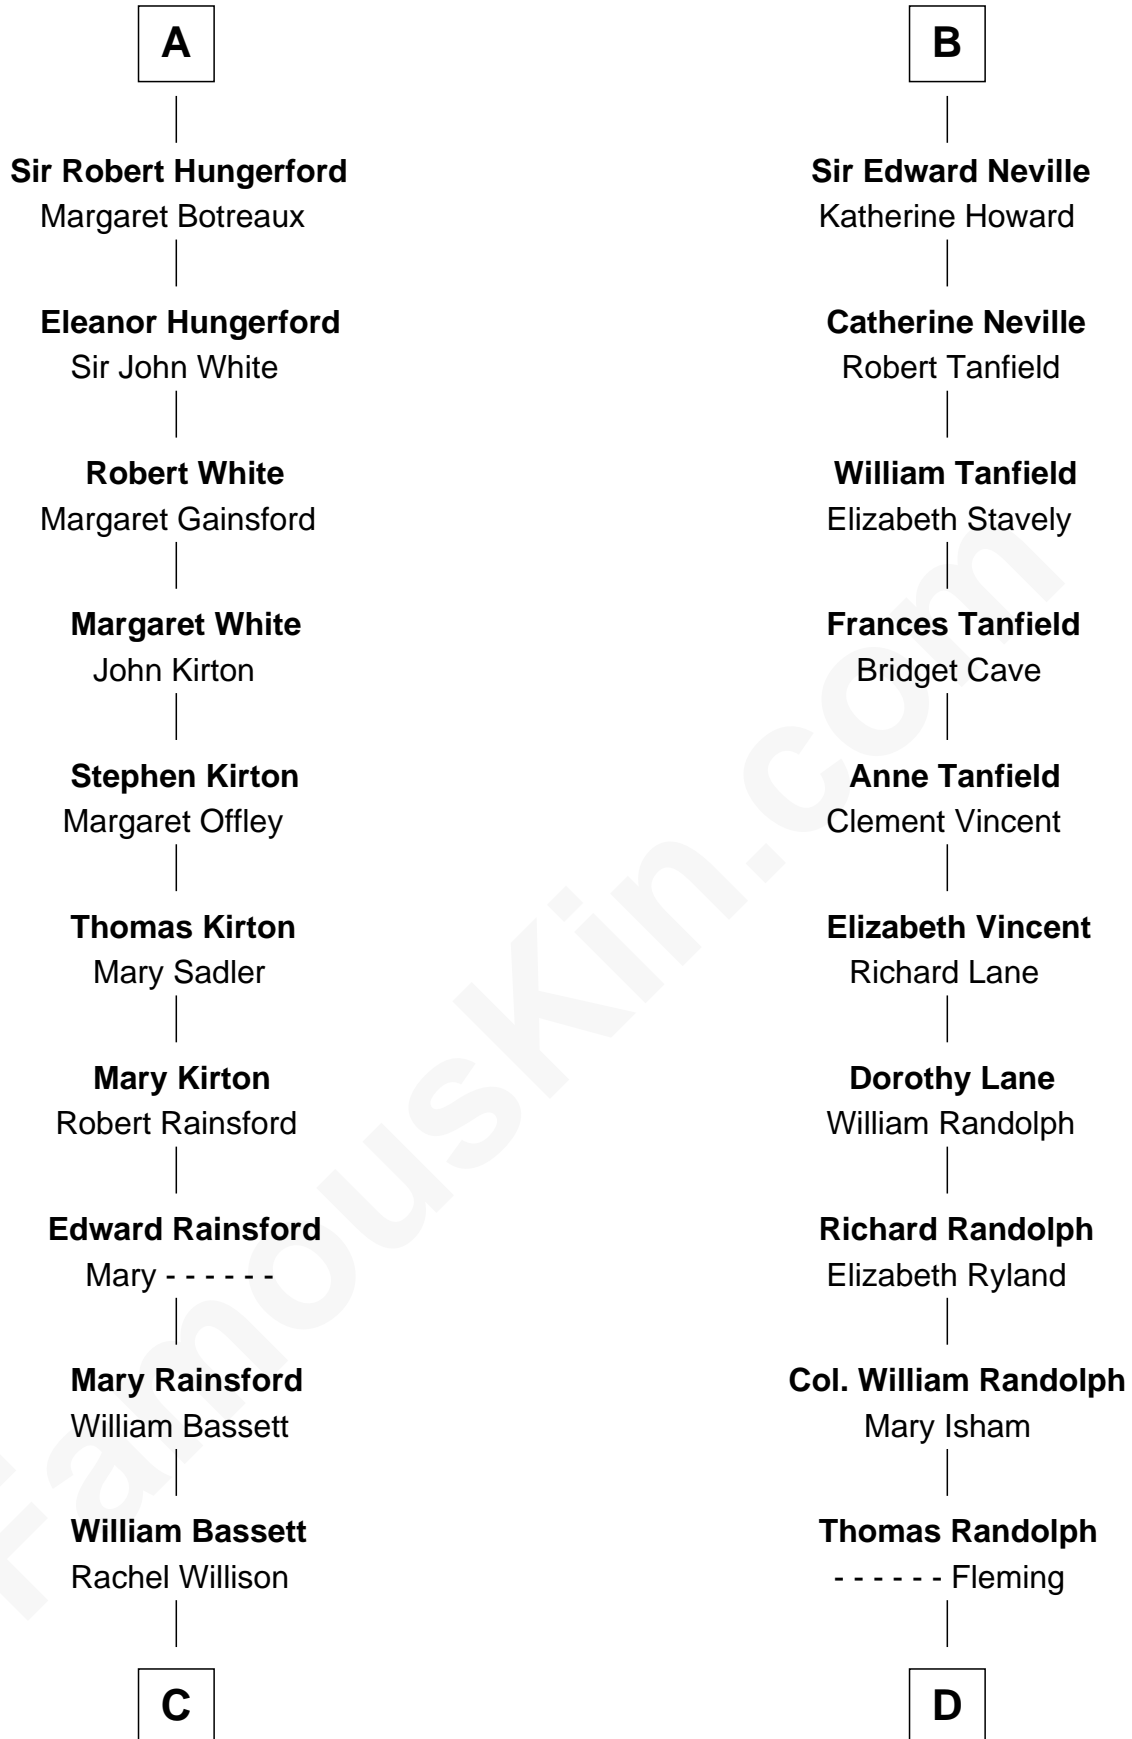 A
Sir Robert Hungerford
Margaret Botreaux
Eleanor Hungerford
Sir John White
Robert White
Margaret Gainsford
Margaret White
John Kirton
Stephen Kirton
Margaret Offley
Thomas Kirton
Mary Sadler
Mary Kirton
Robert Rainsford
Edward Rainsford
Mary - - - - - -
Mary Rainsford
William Bassett
William Bassett
Rachel Willison
C
B
Sir Edward Neville
Katherine Howard
Catherine Neville
Robert Tanfield
William Tanfield
Elizabeth Stavely
Frances Tanfield
Bridget Cave
Anne Tanfield
Clement Vincent
Elizabeth Vincent
Richard Lane
Dorothy Lane
William Randolph
Richard Randolph
Elizabeth Ryland
Col. William Randolph
Mary Isham
Thomas Randolph
- - - - - - Fleming
D
FamousKin.com